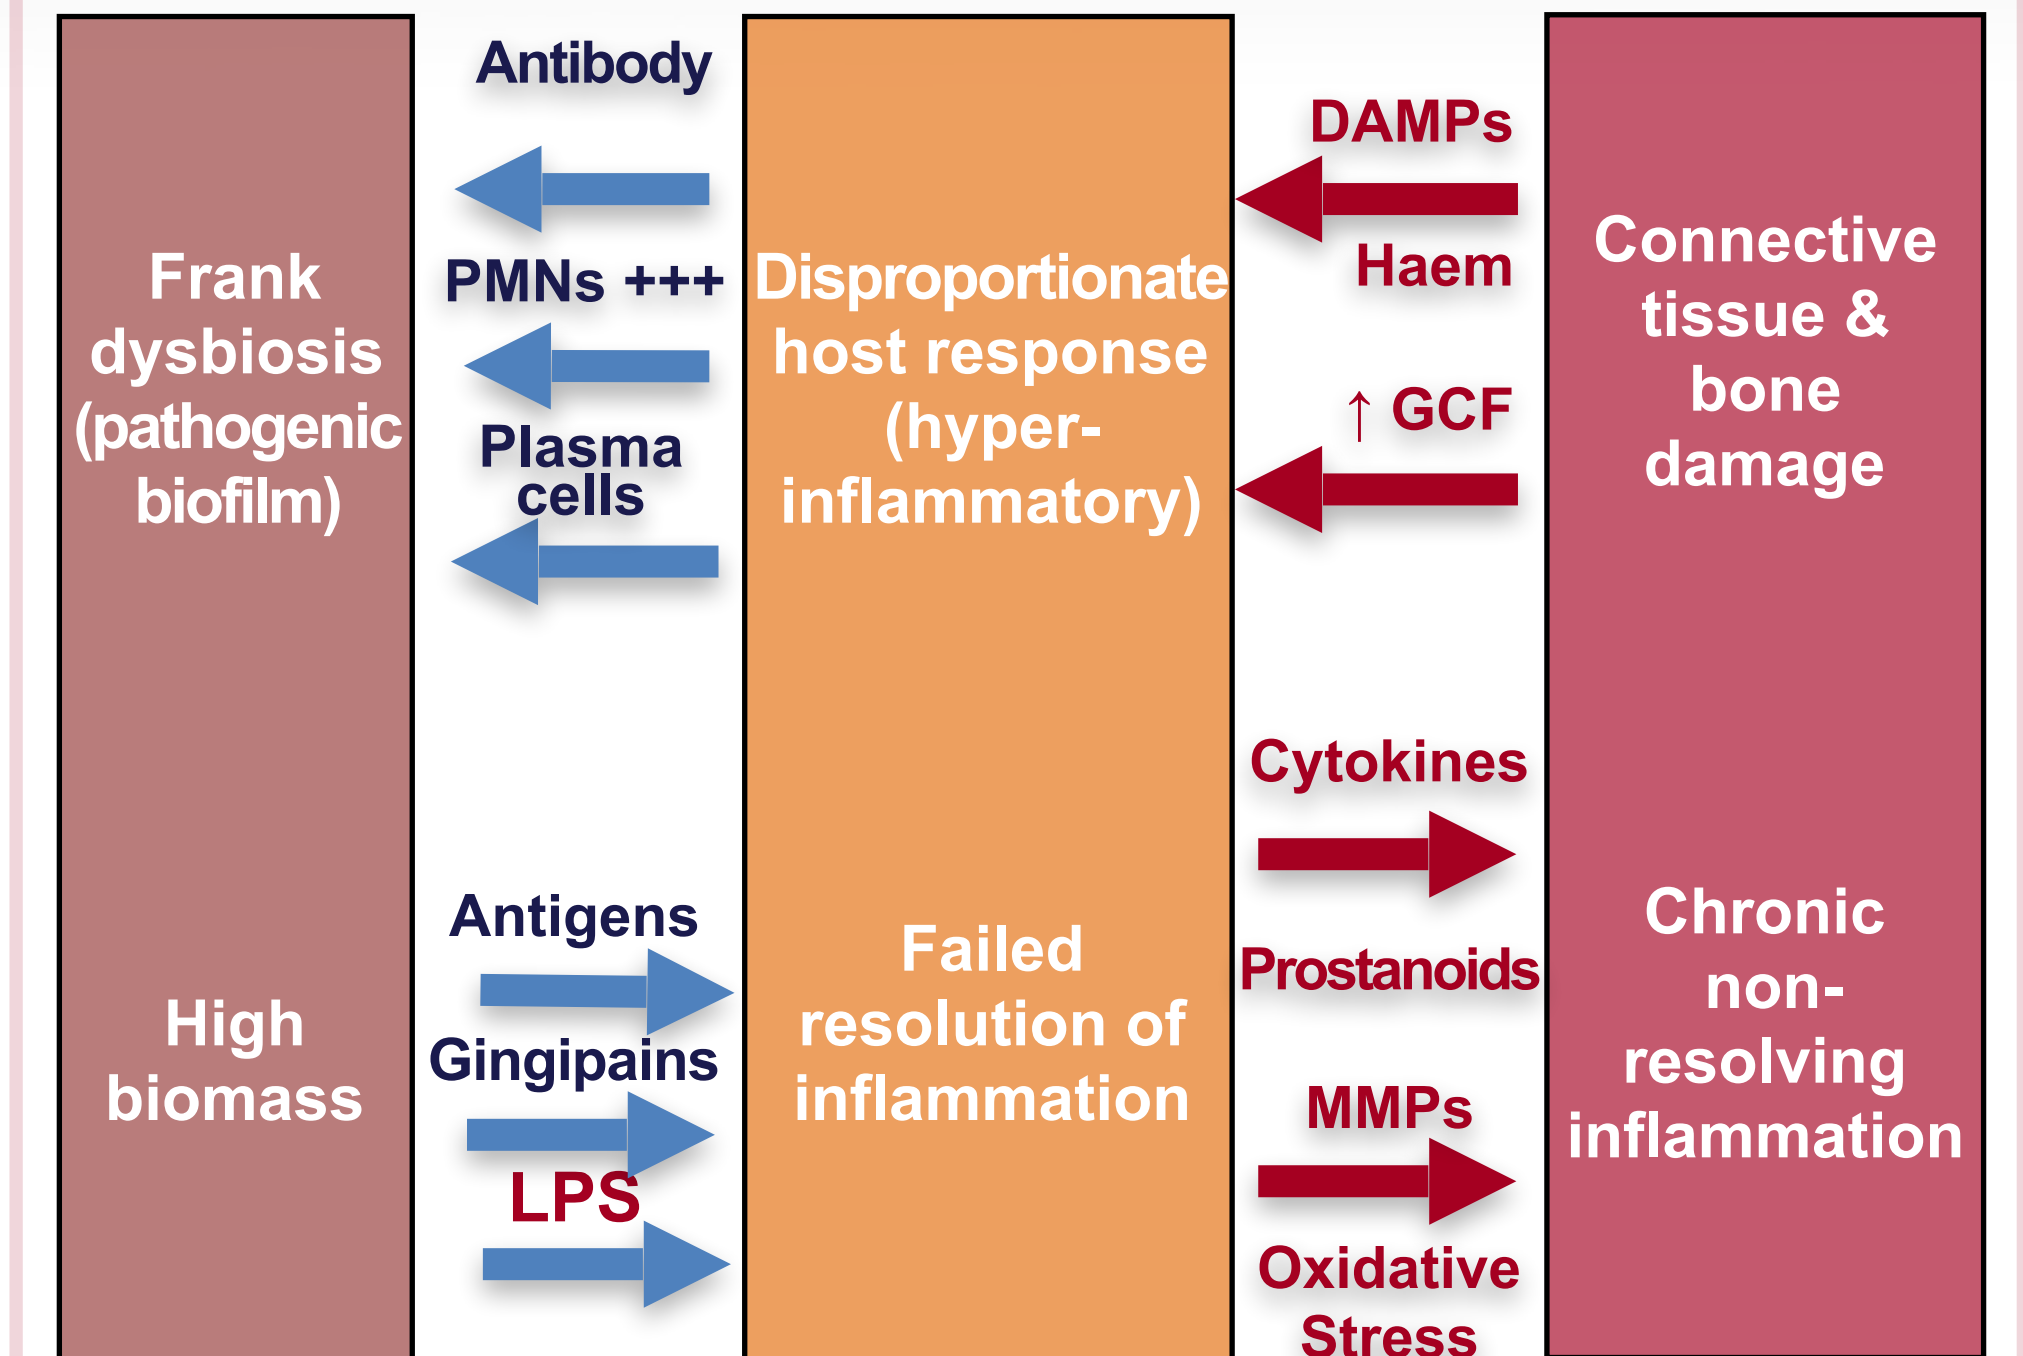 Frank
dysbiosis
(pathogenic
biofilm)
High
biomass
Antibody
PMNs +++
Plasma
cells
Antigens
Gingipains
LPS
Disproportionate
host response
(hyper-
inflammatory)
Failed
resolution of
inflammation
DAMPs
Haem
↑ GCF
Cytokines
Prostanoids
MMPs
Oxidative
Stress
Connective
tissue &
bone
damage
Chronic
non-
resolving
inflammation